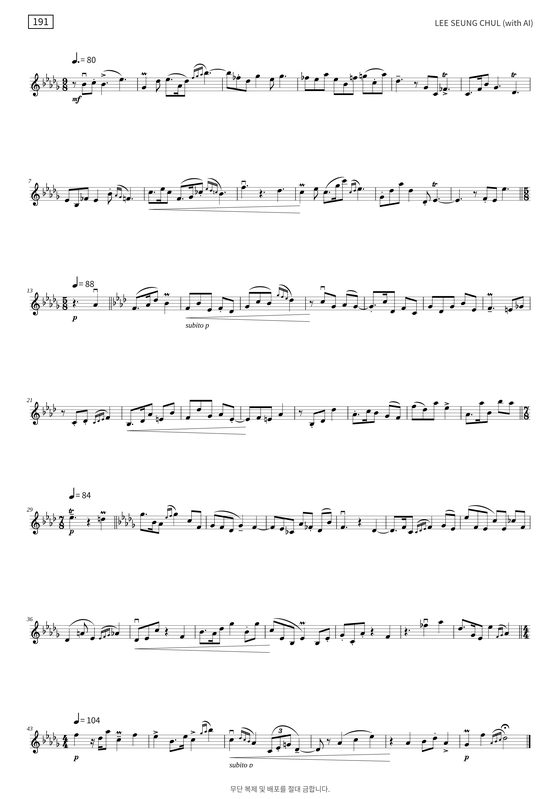 191
LEE SEUNG CHUL (with AI)
♩. = 80
mf
7
♩. = 88
13
p
subito p
21
♩. = 84
29
p
36
♩ = 104
43
3
p
p
subito p
무단 복제 및 배포를 절대 금합니다.